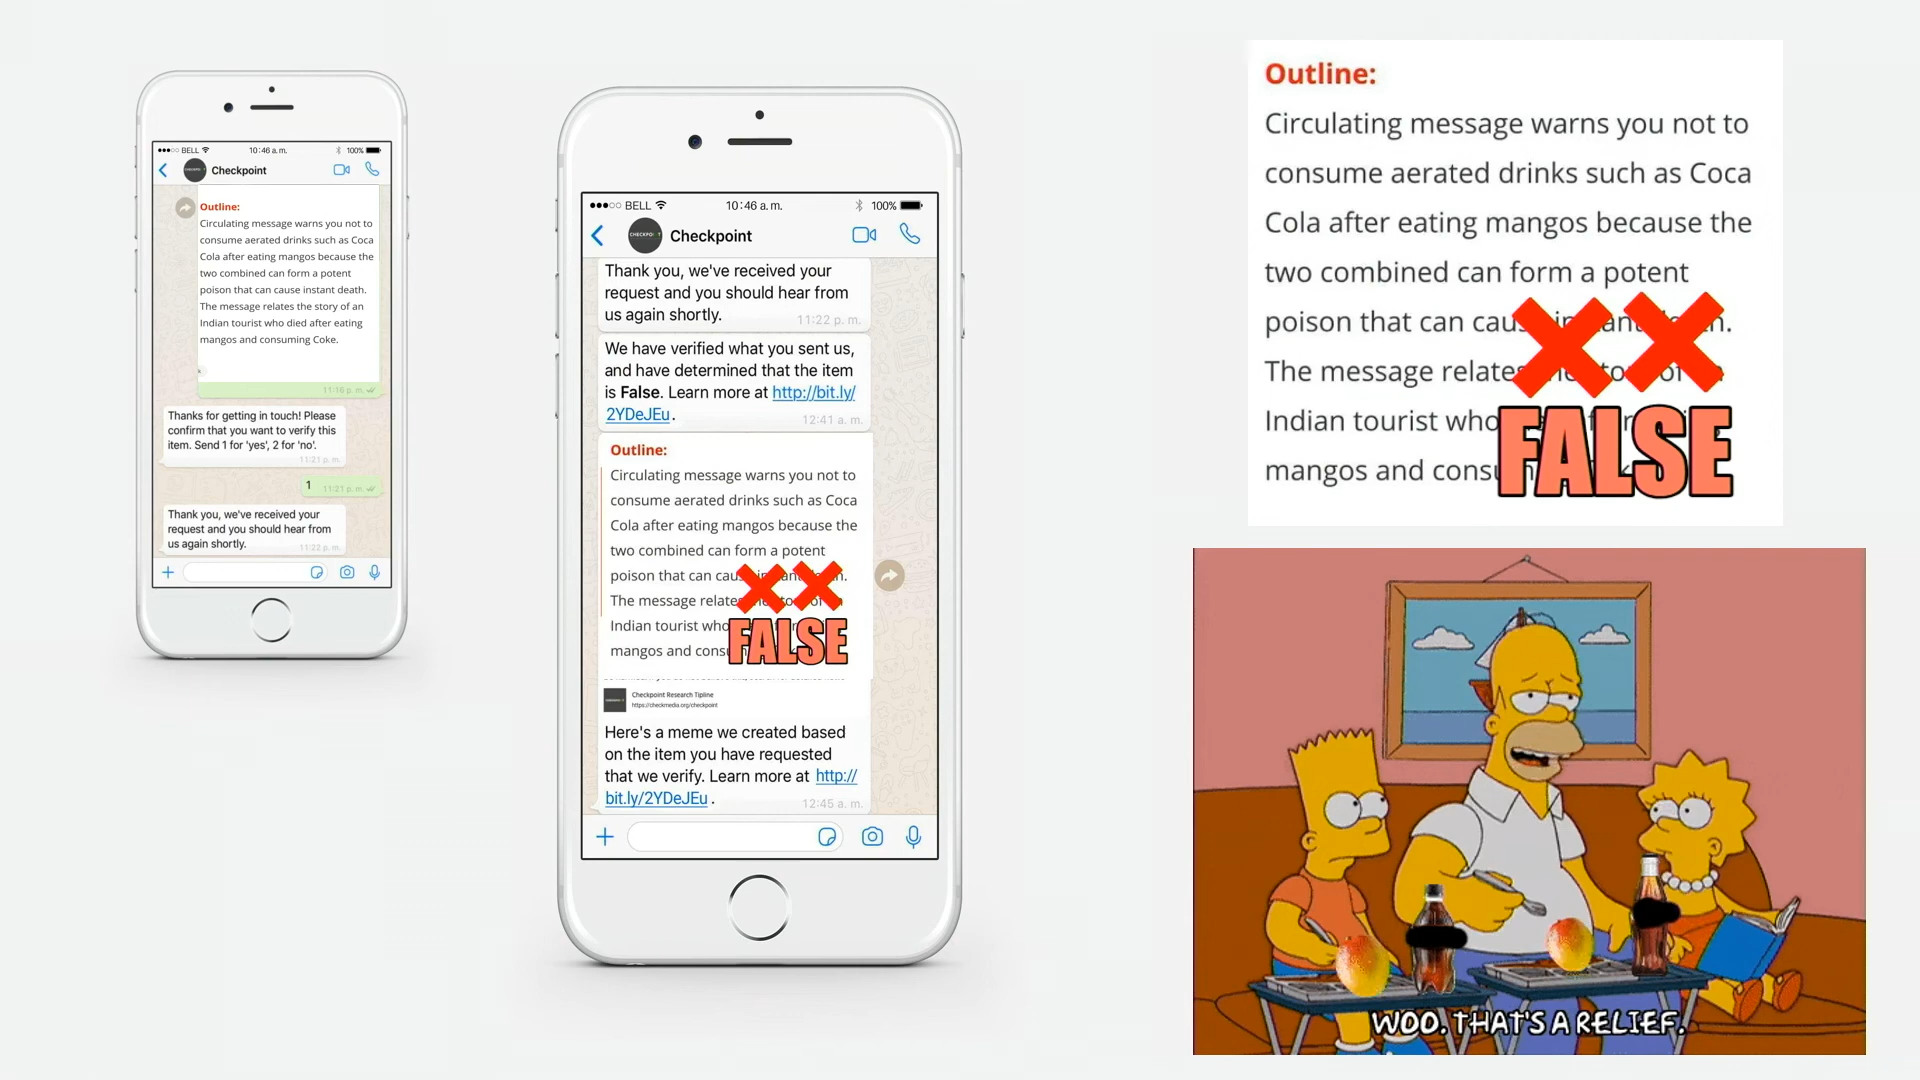 BELL
10:46 a.m.
100%
Checkpoint
Outline:
Circulating message warns you not to
consume aerated drinks such as Coca
Cola after eating mangos because the
two combined can form a potent
poison that can cause instant death.
The message relates the story of an
Indian tourist who died after eating
mangos and consuming Coke.
11:16 p. m.
Thanks for getting in touch! Please
confirm that you want to verify this
item. Send 1 for 'yes', 2 for 'no'.
11:21 p. m.
1
11:21 p. m.
Thank you, we've received your
request and you should hear from
us again shortly.
11:22 p. m.
BELL
10:46 a. m.
100%
Checkpoint
Thank you, we've received your
request and you should hear from
us again shortly.
11:22 p. m.
We have verified what you sent us,
and have determined that the item
is False. Learn more at http://bit.ly/
2YDeJEu.
12:41 a. m.
Outline:
Circulating message warns you not to
consume aerated drinks such as Coca
Cola after eating mangos because the
two combined can form a potent
poison that can
The message
Indian tourist who
mangos and
FALSE
Checkpoint Research Tipline
https://checkmedia.org/checkpoint
Here's a meme we created based
on the item you have requested
that we verify. Learn more at http://
bit.ly/2YDeJEu .
12:45 a. m.
Outline:
Circulating message warns you not to
consume aerated drinks such as Coca
Cola after eating mangos because the
two combined can form a potent
poison that can
The message
Indian tourist who
mangos and
FALSE
WOO. THAT'S A RELIEF.